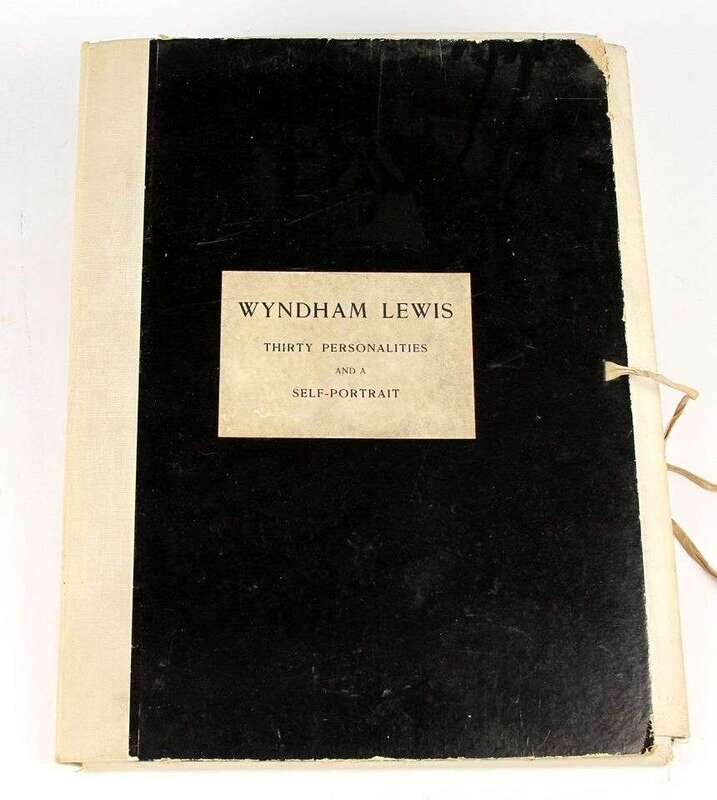 WYNDHAM LEWIS
THIRTY PERSONALITIES
AND A
SELF-PORTRAIT